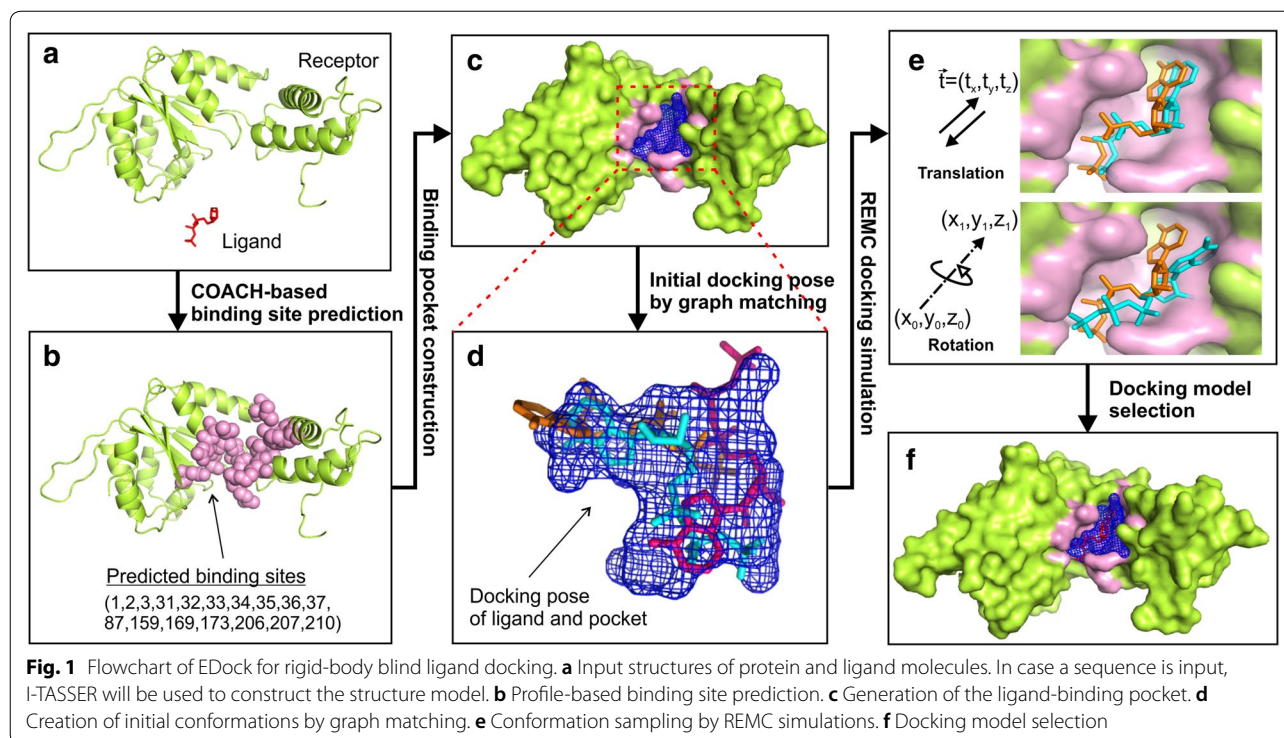 a
Receptor
Ligand
COACH-based
binding site prediction
b
Predicted binding sites
(1,2,3,31,32,33,34,35,36,37,
87,159,169,173,206,207,210)
Binding pocket construction
c
Initial docking pose
by graph matching
d
Docking pose
of ligand and pocket
REMC docking simulation
e
t⃗=(tx,ty,tz)
Translation
(x1,y1,z1)
(x0,y0,z0)
Rotation
Docking model
selection
f
Fig. 1 Flowchart of EDock for rigid-body blind ligand docking. a Input structures of protein and ligand molecules. In case a sequence is input,
I-TASSER will be used to construct the structure model. b Profile-based binding site prediction. c Generation of the ligand-binding pocket. d
Creation of initial conformations by graph matching. e Conformation sampling by REMC simulations. f Docking model selection